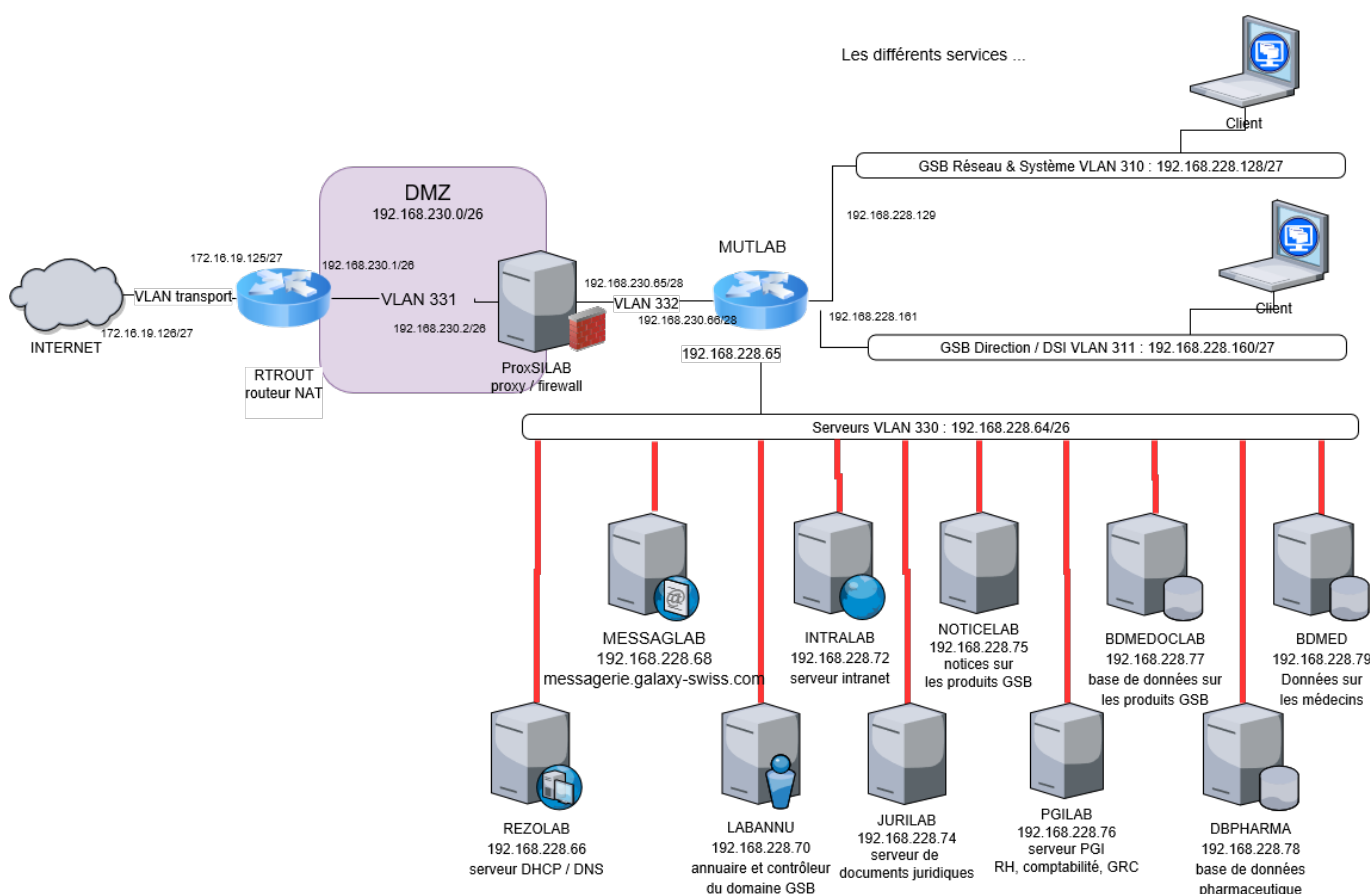 Les différents services ...
Client
GSB Réseau & Système VLAN 310 : 192.168.228.128/27
DMZ
192.168.230.0/26
192.168.228.129
MUTLAB
172.16.19.125/27
192.168.230.1/26
192.168.230.65/28
VLAN transport
VLAN 331
VLAN 332
Client
192.168.230.66/28
192.168.228.161
172.16.19.126/27
192.168.230.2/26
INTERNET
GSB Direction / DSI VLAN 311 : 192.168.228.160/27
192.168.228.65
RTROUT
routeur NAT
ProxSILAB
proxy / firewall
Serveurs VLAN 330 : 192.168.228.64/26
MESSAGLAB
192.168.228.68
messagerie.galaxy-swiss.com
INTRALAB
192.168.228.72
serveur intranet
NOTICELAB
192.168.228.75
notices sur
les produits GSB
BDMEDOCLAB
192.168.228.77
base de données sur
les produits GSB
BDMED
192.168.228.79
Données sur
les médecins
REZOLAB
192.168.228.66
serveur DHCP / DNS
LABANNU
192.168.228.70
annuaire et contrôleur
du domaine GSB
JURILAB
192.168.228.74
serveur de
documents juridiques
PGILAB
192.168.228.76
serveur PGI
RH, comptabilité, GRC
DBPHARMA
192.168.228.78
base de données
pharmaceutique